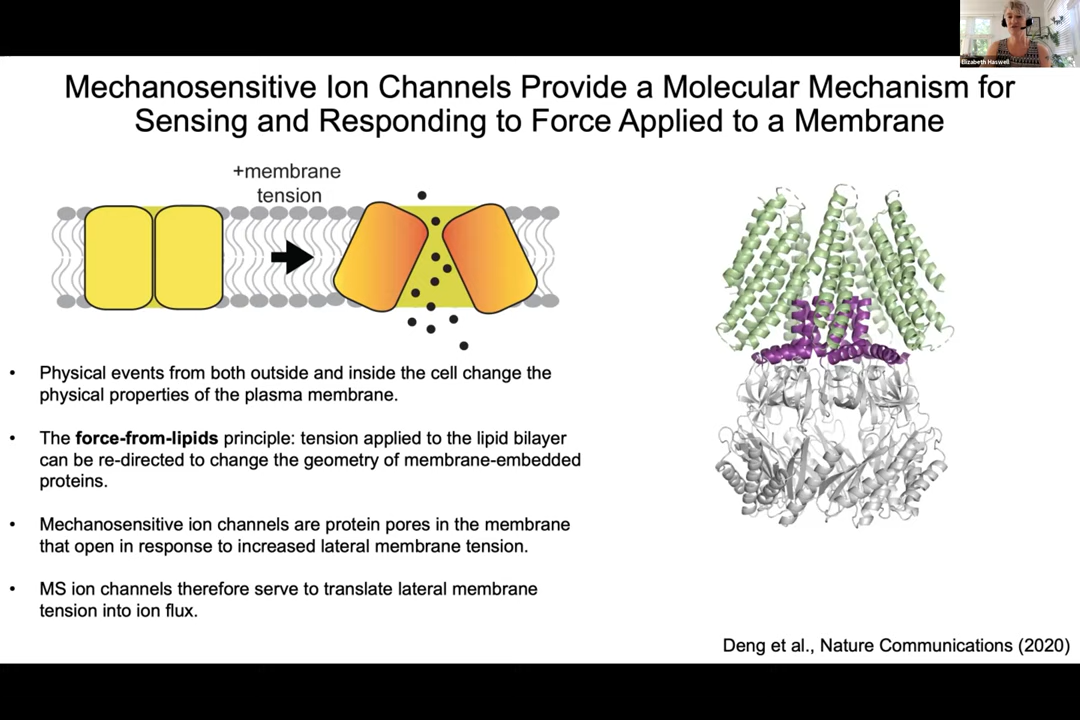 Elizabeth Haswell
Mechanosensitive Ion Channels Provide a Molecular Mechanism for
Sensing and Responding to Force Applied to a Membrane
+membrane
tension
• Physical events from both outside and inside the cell change the
physical properties of the plasma membrane.
• The force-from-lipids principle: tension applied to the lipid bilayer
can be re-directed to change the geometry of membrane-embedded
proteins.
• Mechanosensitive ion channels are protein pores in the membrane
that open in response to increased lateral membrane tension.
• MS ion channels therefore serve to translate lateral membrane
tension into ion flux.
Deng et al., Nature Communications (2020)